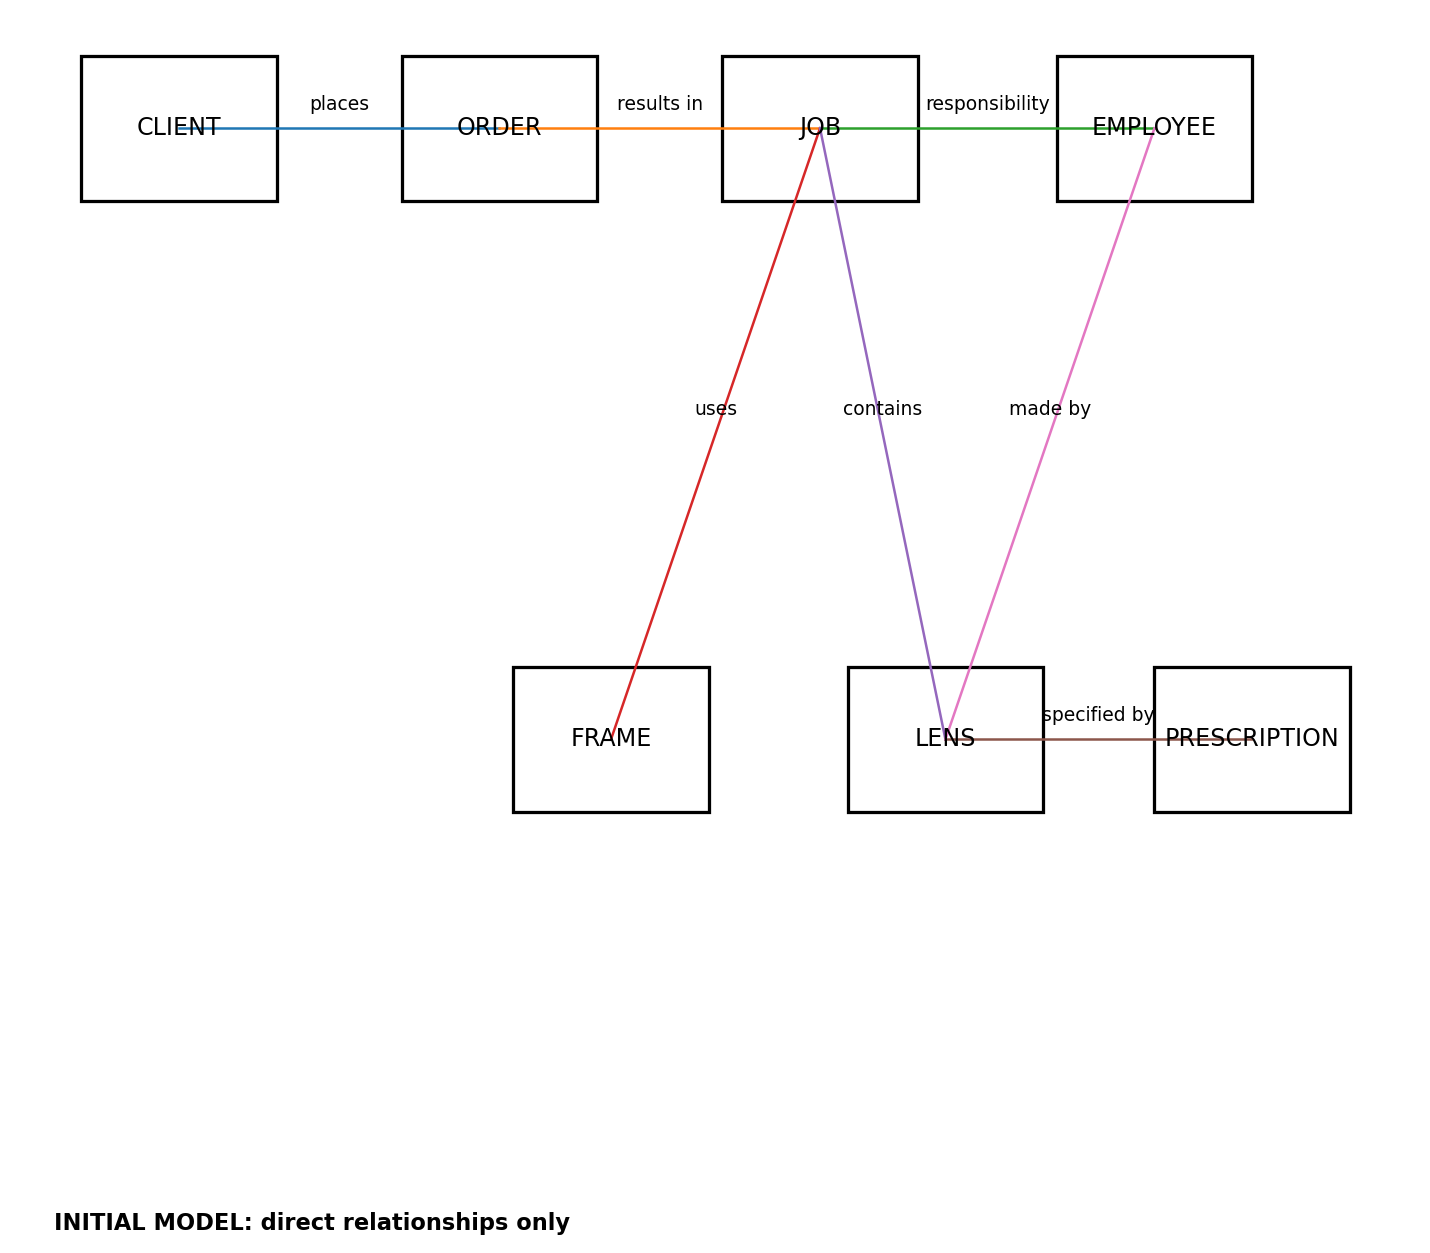 places
results in
responsibility
CLIENT
ORDER
JOB
EMPLOYEE
uses
contains
made by
specified by
FRAME
LENS
PRESCRIPTION
INITIAL MODEL: direct relationships only